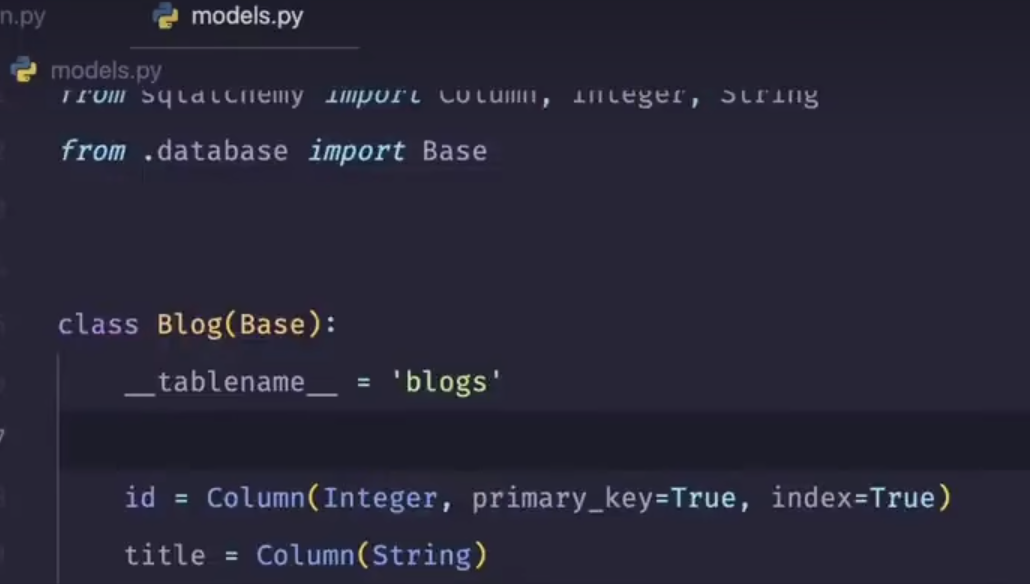 n.py
models.py
models.py
from sqlalchemy import Column, Integer, String
from .database import Base
class Blog(Base):
__tablename__ = 'blogs'
7
id = Column(Integer, primary_key=True, index=True)
title = Column(String)